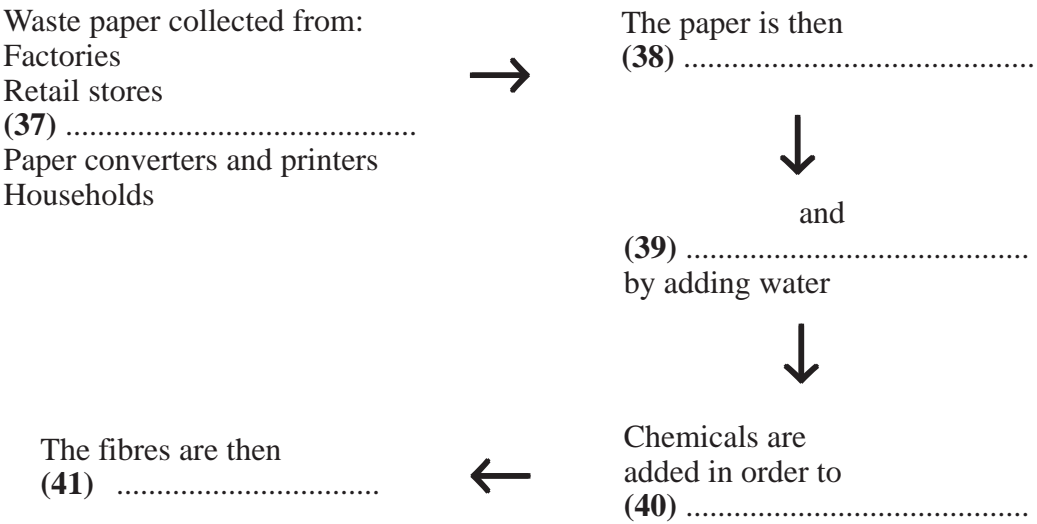 Waste paper collected from:
Factories
Retail stores
(37) ............................................
Paper converters and printers
Households
The paper is then
(38) ............................................
and
(39) ...........................................
by adding water
Chemicals are
added in order to
(40) ...........................................
The fibres are then
(41) .................................